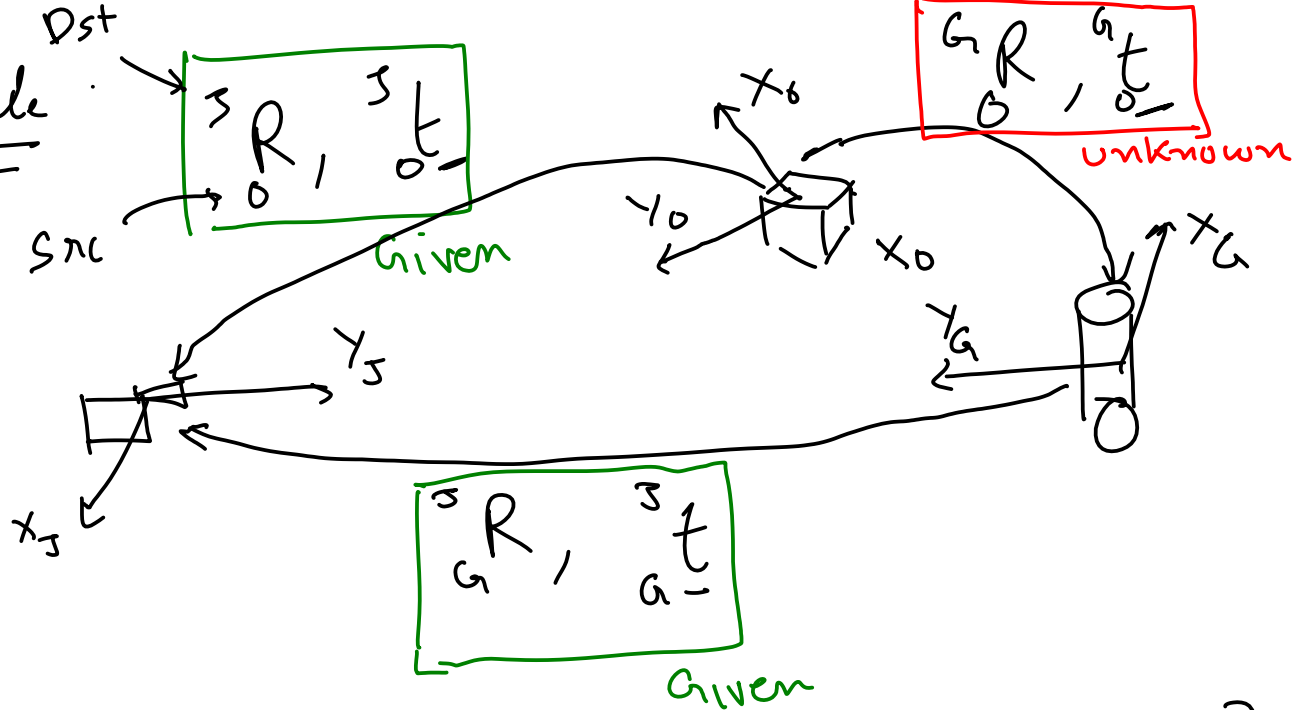 Dst
J R, J t
0 0
Src
Given
G R, G t
0 0
unknown
X0
Y0
X0
XG
YG
YJ
XJ
J R, J t
G G
Given